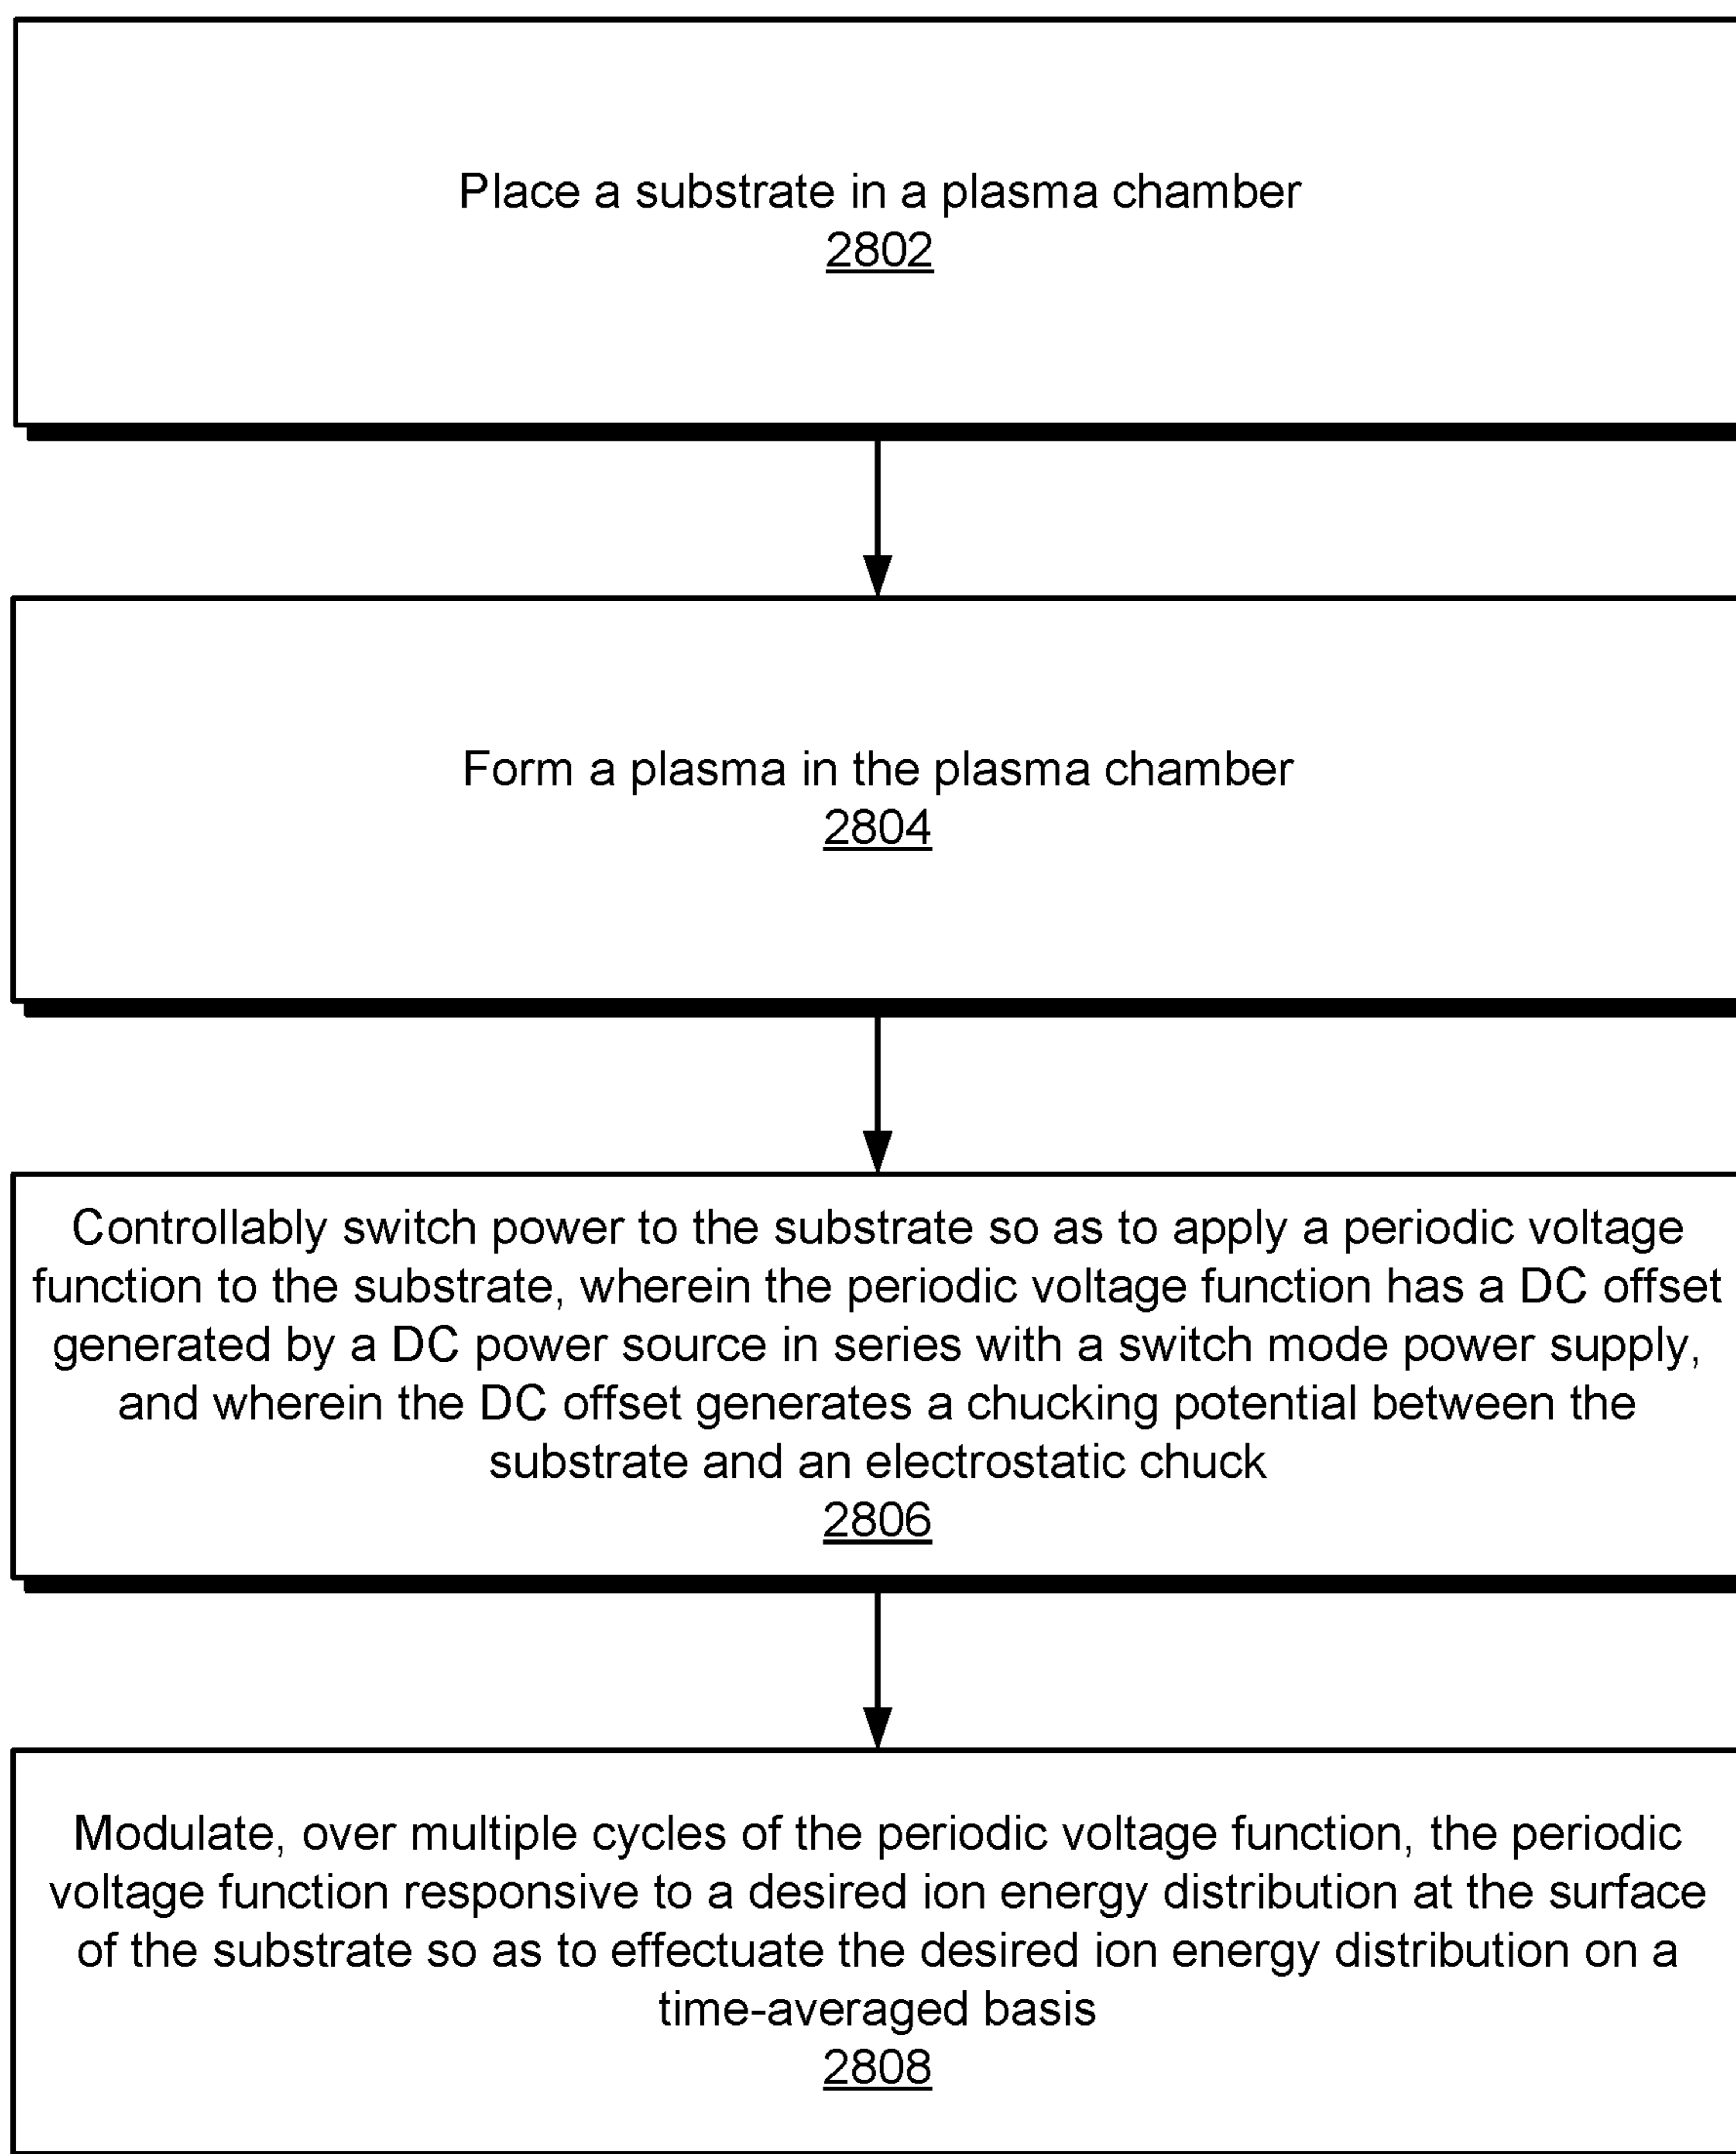 Place a substrate in a plasma chamber
2802
Form a plasma in the plasma chamber
2804
Controllably switch power to the substrate so as to apply a periodic voltage
function to the substrate, wherein the periodic voltage function has a DC offset
generated by a DC power source in series with a switch mode power supply,
and wherein the DC offset generates a chucking potential between the
substrate and an electrostatic chuck
2806
Modulate, over multiple cycles of the periodic voltage function, the periodic
voltage function responsive to a desired ion energy distribution at the surface
of the substrate so as to effectuate the desired ion energy distribution on a
time-averaged basis
2808